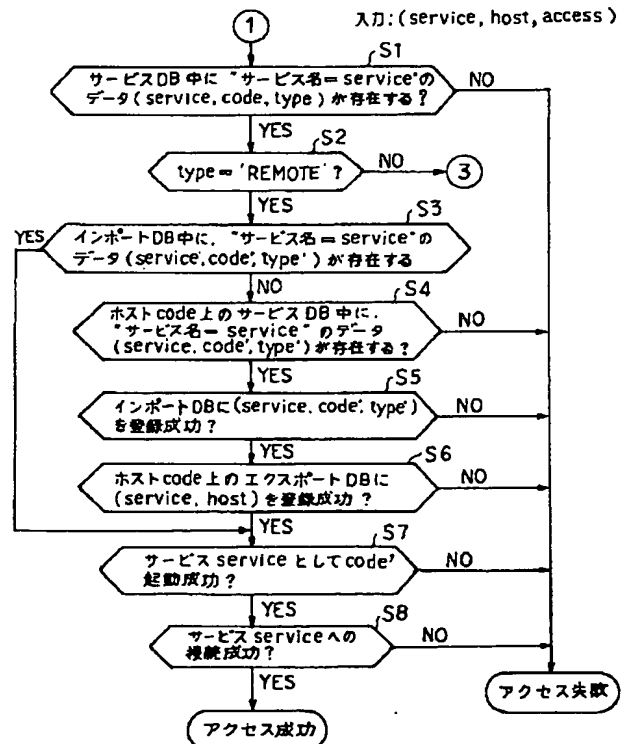 入力:(service, host, access)
1
S1
サービスDB中に "サービス名=service"の
データ(service, code, type)が存在する?
NO
YES
S2
type='REMOTE'?
NO
3
YES
S3
YES
インポートDB中に, "サービス名=service"の
データ(service, code', type')が存在する
NO
S4
ホストcode上のサービスDB中に,
"サービス名=service"のデータ
(service, code', type')が存在する?
NO
YES
S5
インポートDBに(service, code', type')
を登録成功?
NO
YES
S6
ホストcode上のエクスポートDBに
(service, host)を登録成功?
NO
YES
S7
サービスserviceとしてcode'
起動成功?
NO
YES
S8
サービスserviceへの
接続成功?
NO
YES
アクセス失敗
アクセス成功